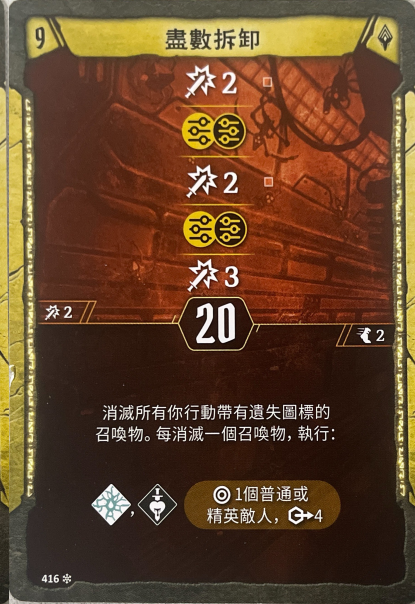 9 盡數拆卸
2
2
3
20
2
2
消滅所有你行動帶有遺失圖標的
召喚物。每消滅一個召喚物，執行：
,
1個普通或
精英敵人, 4
416